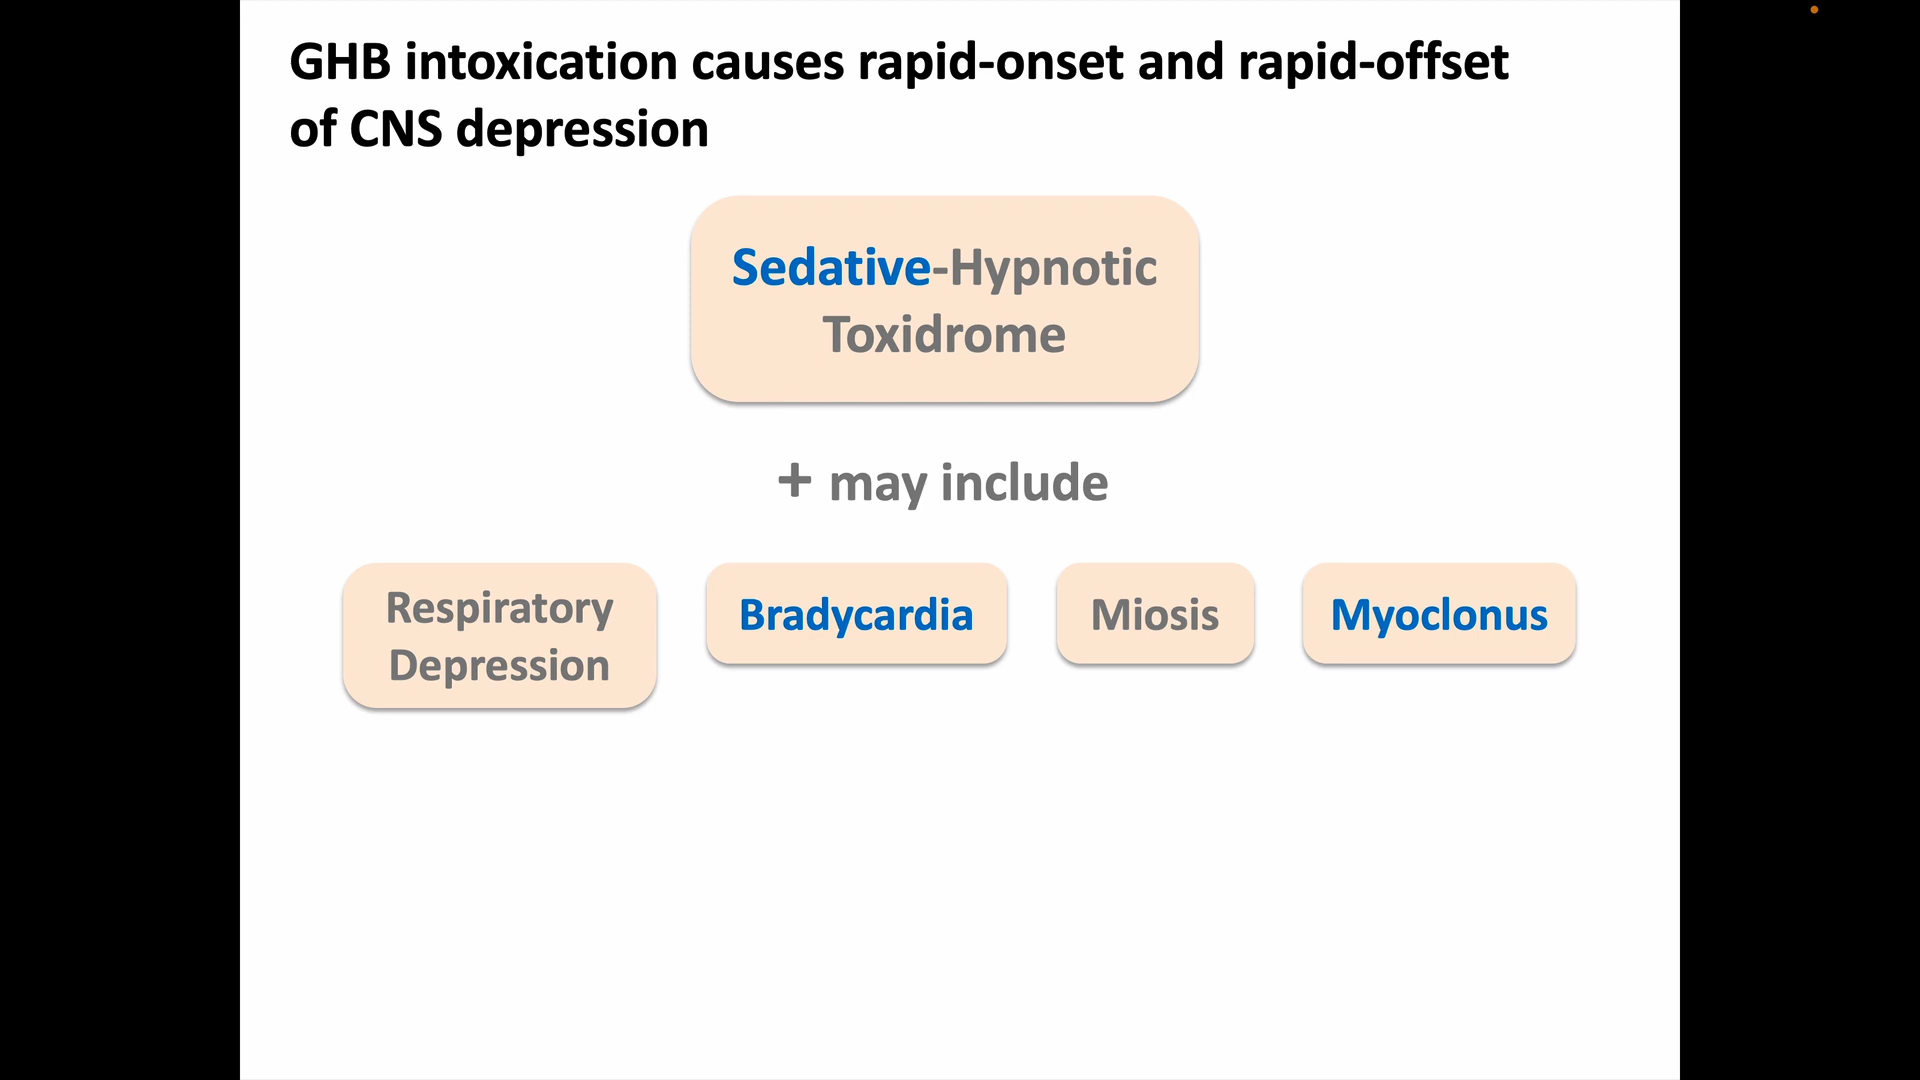 GHB intoxication causes rapid-onset and rapid-offset
of CNS depression
Sedative-Hypnotic
Toxidrome
+ may include
Respiratory
Depression
Bradycardia
Miosis
Myoclonus